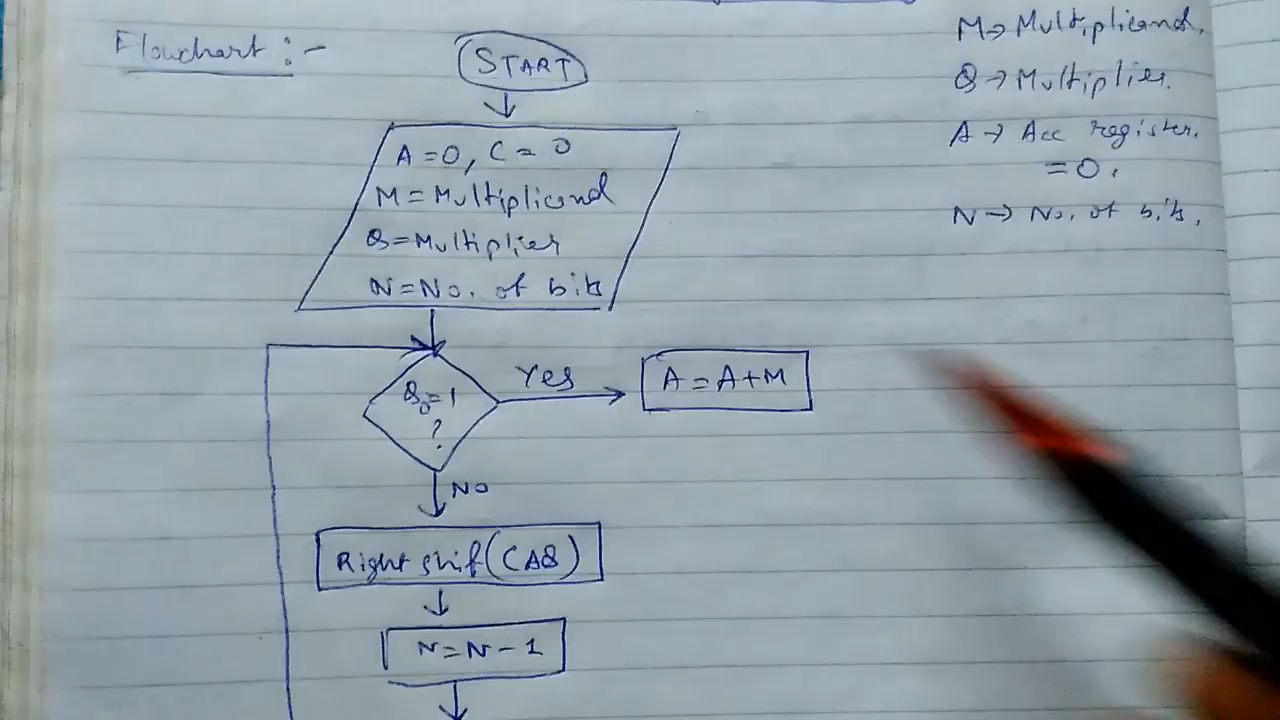 Flowchart :-
START
A = 0, C = 0
M = Multiplicand
Q = Multiplier
N = No. of bits
Q0 = 1
?
Yes
A = A + M
No
Right shif (CAQ)
N = N - 1
M → Multiplicand.
Q → Multiplier.
A → Acc register.
= 0.
N → No. of bits.